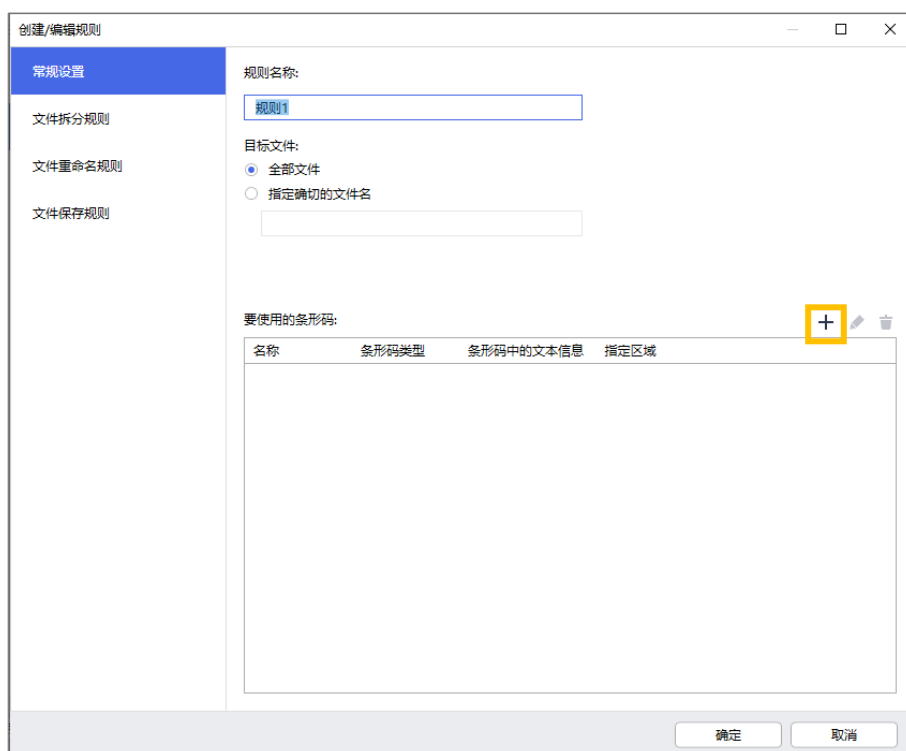 创建/编辑规则
常规设置
文件拆分规则
文件重命名规则
文件保存规则
规则名称:
规则1
目标文件:
全部文件
指定确切的文件名
要使用的条形码:
名称 条形码类型 条形码中的文本信息 指定区域
确定 取消